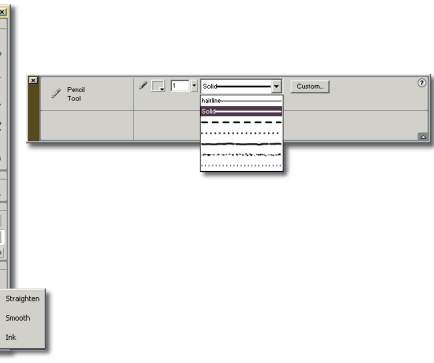 Pencil
Tool
1
Solid
Custom...
?
hairline
Solid
Straighten
Smooth
Ink